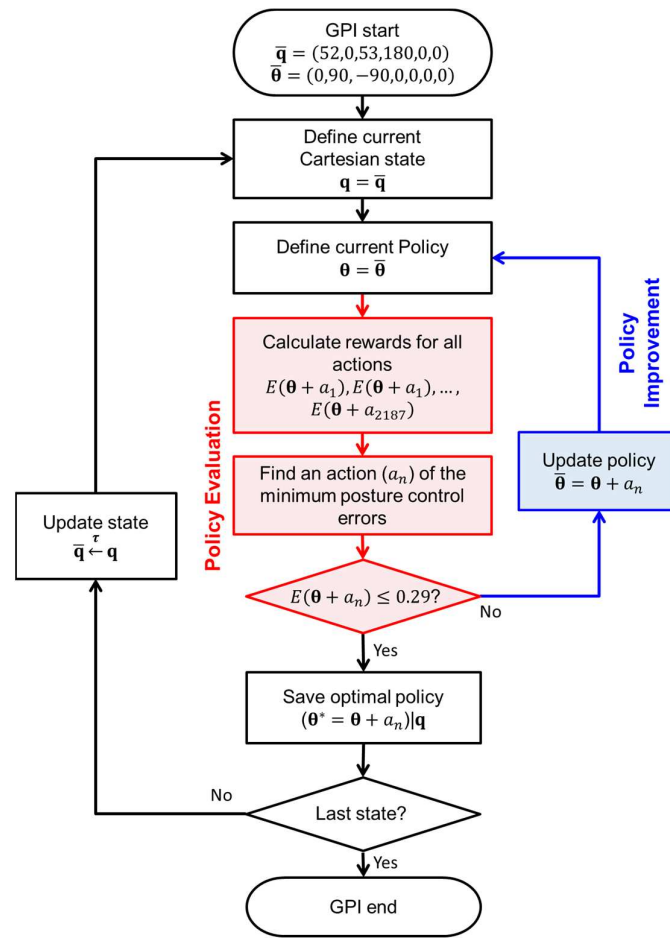 GPI start
q̅ = (52,0,53,180,0,0)
θ̅ = (0,90, −90,0,0,0,0)
Define current
Cartesian state
q = q̅
Define current Policy
θ = θ̅
Calculate rewards for all
actions
E(θ + a₁), E(θ + a₁), … ,
E(θ + a₂₁₈₇)
Policy Evaluation
Find an action (aₙ) of the
minimum posture control
errors
E(θ + aₙ) ≤ 0.29?
No
Policy
Improvement
Update policy
θ̅ = θ + aₙ
Yes
Save optimal policy
(θ* = θ + aₙ)|q
Last state?
No
Update state
τ
q̅ ← q
Yes
GPI end